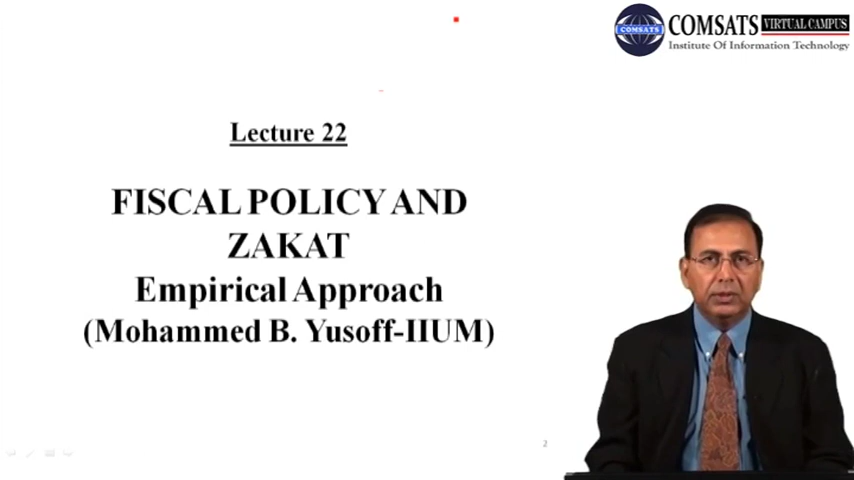 COMSATS
COMSATS VIRTUAL CAMPUS
Institute Of Information Technology
Lecture 22
FISCAL POLICY AND
ZAKAT
Empirical Approach
(Mohammed B. Yusoff-IIUM)
2